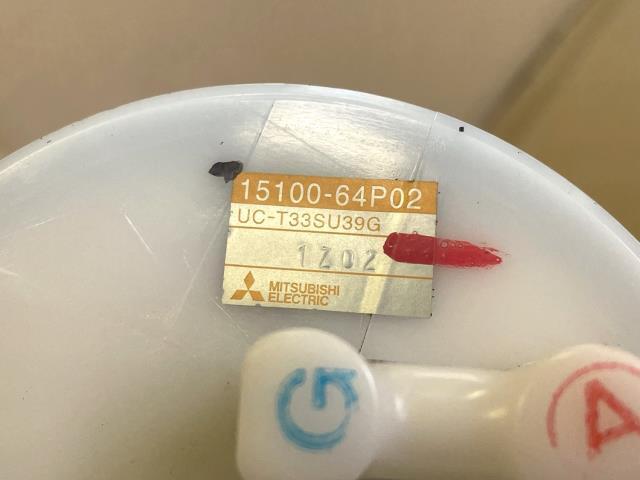 15100-64P02
UC-T33SU39G
1Z02
MITSUBISHI
ELECTRIC
G
A